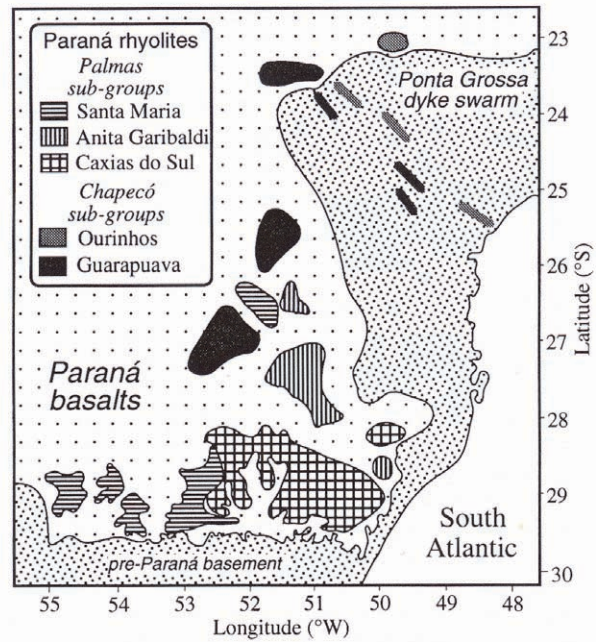 Paraná rhyolites
Palmas
sub-groups
Santa Maria
Anita Garibaldi
Caxias do Sul
Chapecó
sub-groups
Ourinhos
Guarapuava
Ponta Grossa
dyke swarm
Paraná
basalts
South
Atlantic
pre-Paraná basement
23
24
25
26
27
28
29
30
Latitude (°S)
55 54 53 52 51 50 49 48
Longitude (°W)